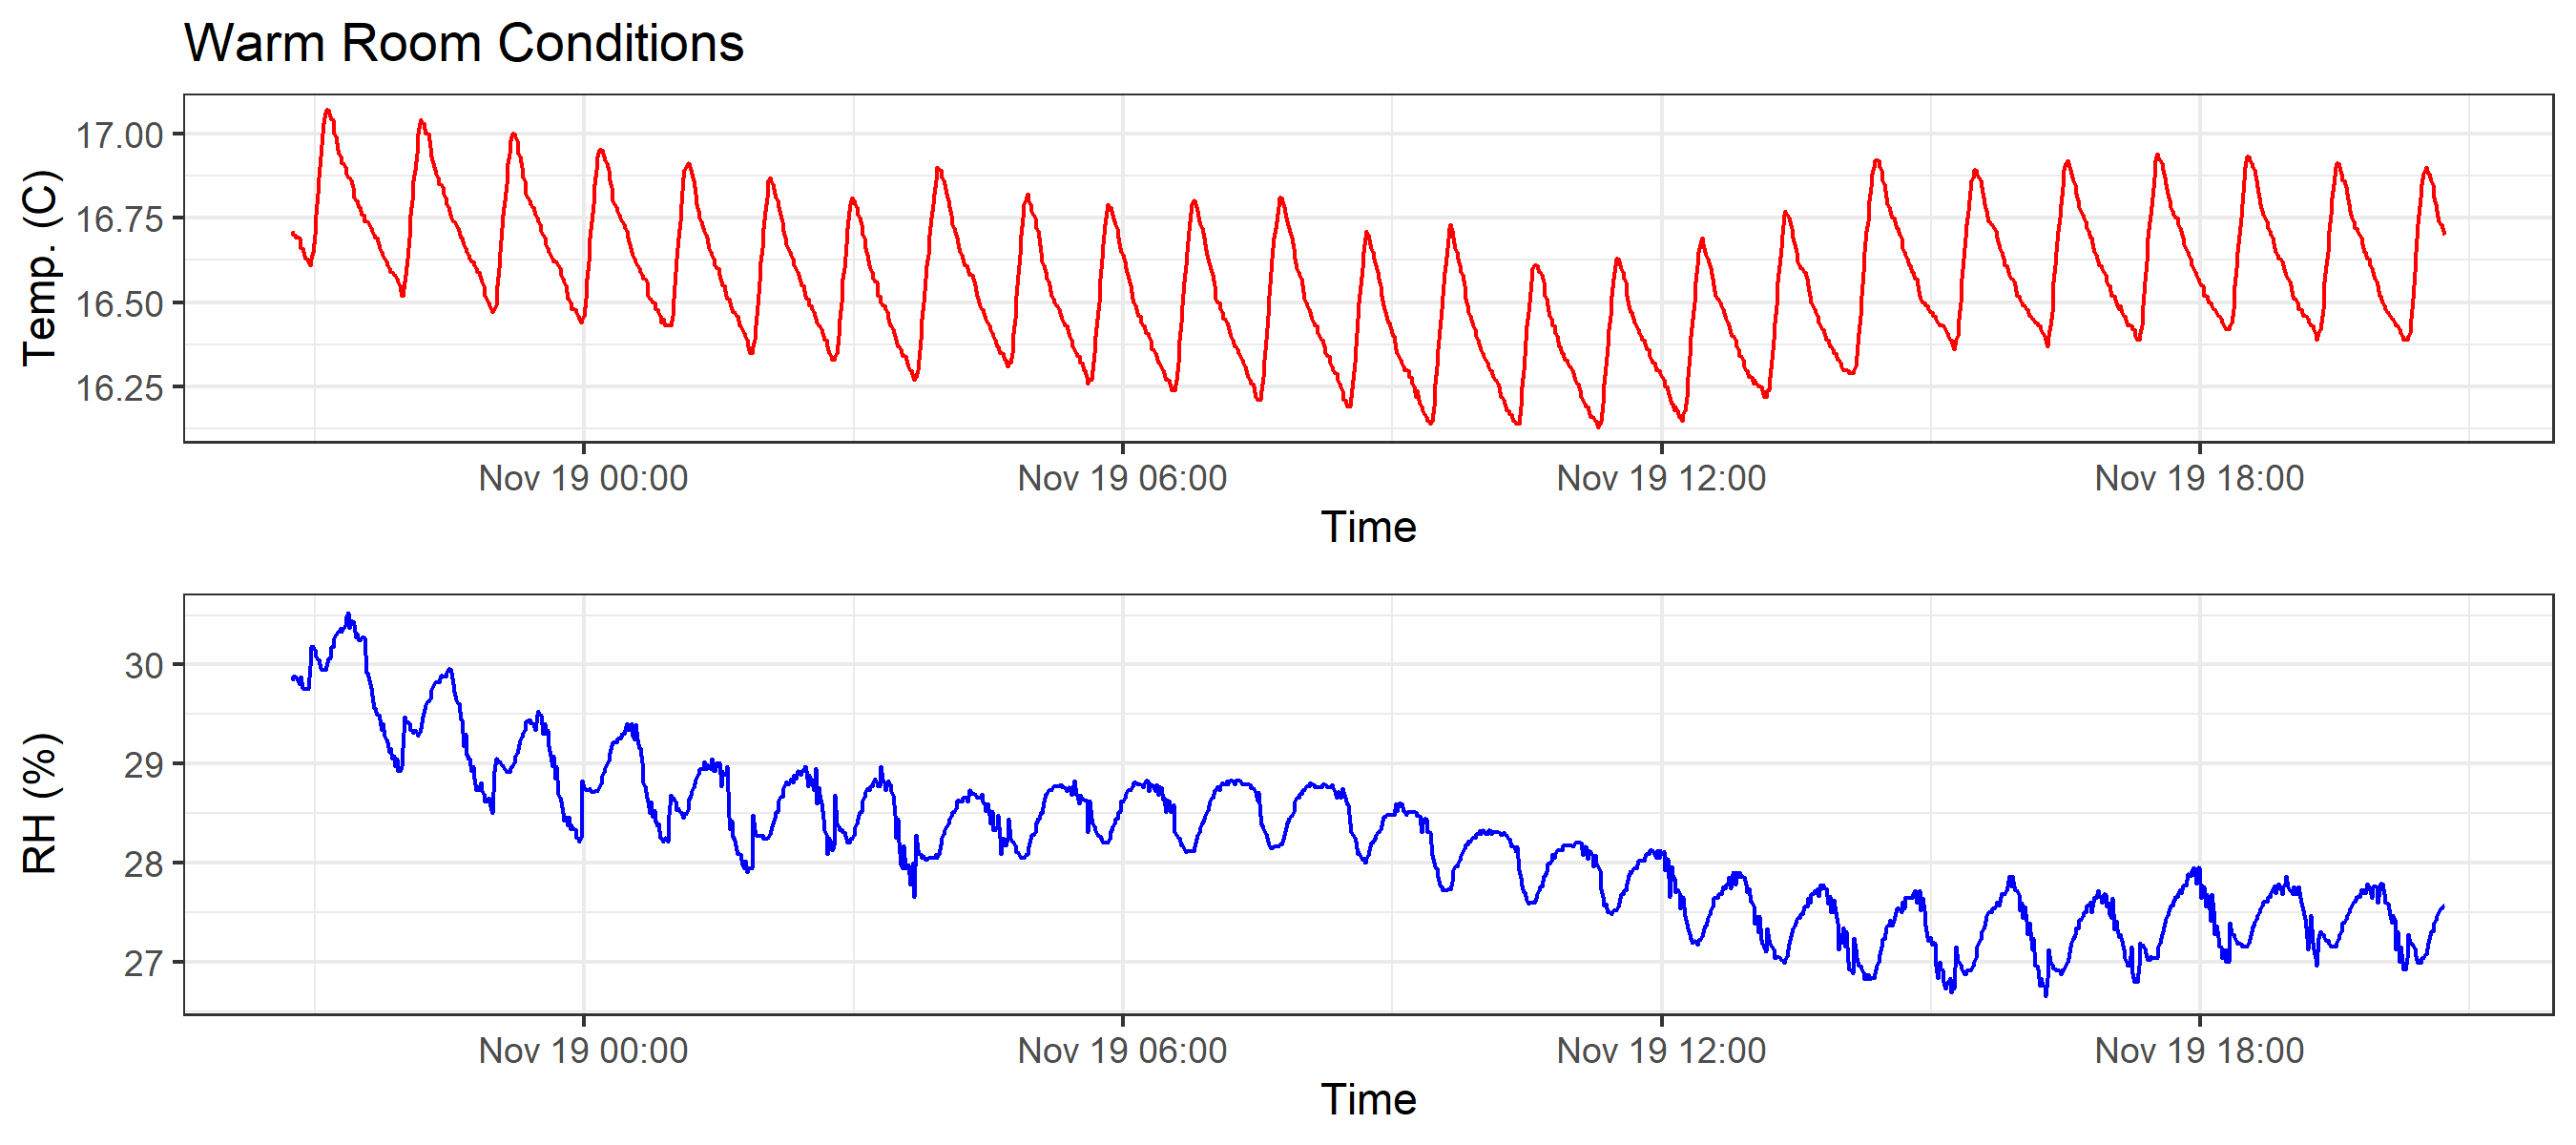 Warm Room Conditions
Temp. (C)
17.00
16.75
16.50
16.25
Nov 19 00:00 Nov 19 06:00 Nov 19 12:00 Nov 19 18:00
Time
RH (%)
30
29
28
27
Nov 19 00:00 Nov 19 06:00 Nov 19 12:00 Nov 19 18:00
Time